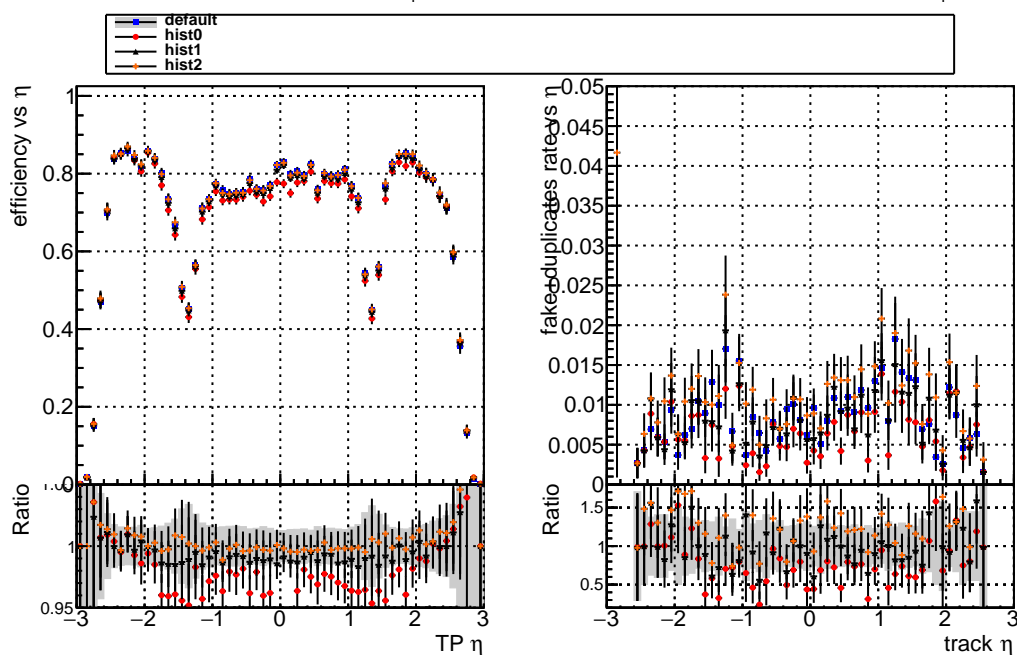 default
hist0
hist1
hist2
efficiency vs η
1
0.8
0.6
0.4
0.2
0
Ratio
1
0.95
−3 −2 −1 0 1 2 3
TP η
fake+duplicates rate vs η
0.05
0.045
0.04
0.035
0.03
0.025
0.02
0.015
0.01
0.005
0
Ratio
1.5
1
0.5
−3 −2 −1 0 1 2 3
track η